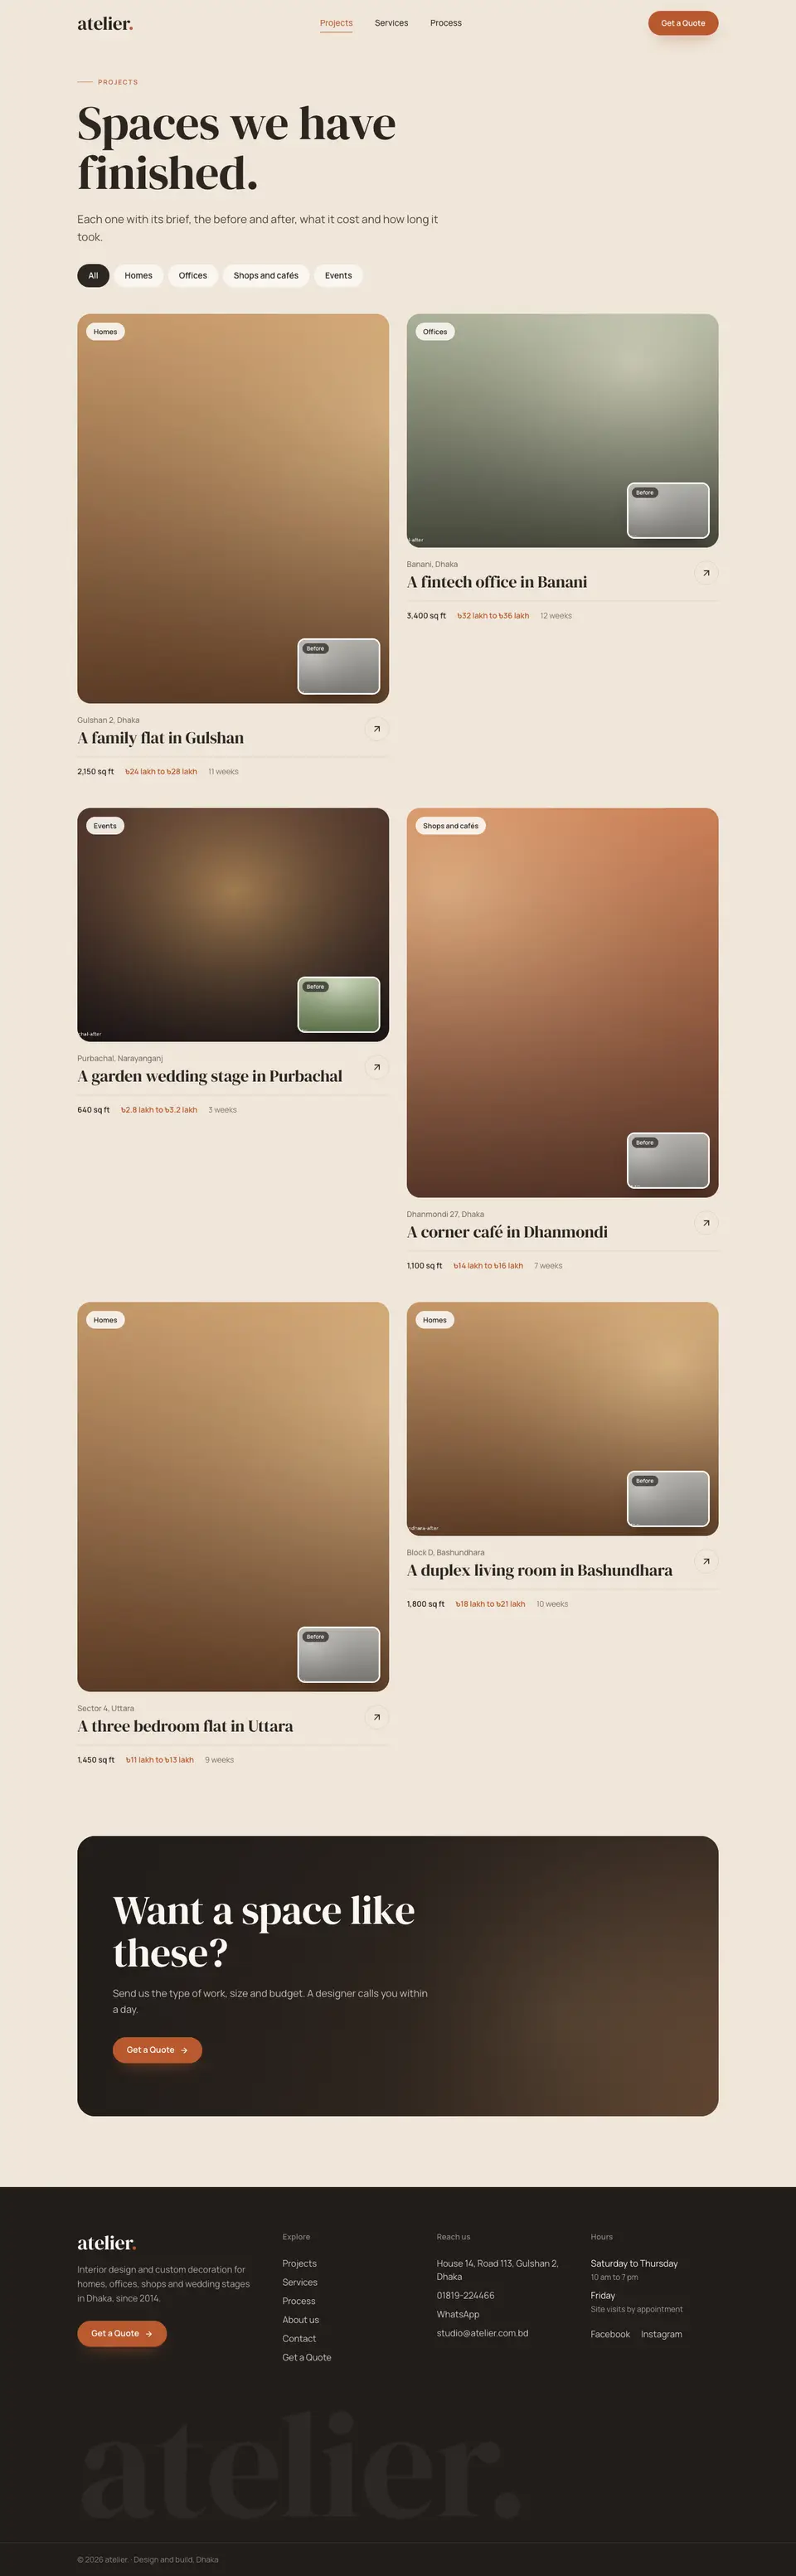 atelier.
Projects
Services
Process
Get a Quote
PROJECTS
Spaces we have
finished.
Each one with its brief, the before and after, what it cost and how long it
took.
All
Homes
Offices
Shops and cafés
Events
Homes
Before
Gulshan 2, Dhaka
A family flat in Gulshan
2,150 sq ft
৳24 lakh to ৳28 lakh
11 weeks
Offices
Before
after
Banani, Dhaka
A fintech office in Banani
3,400 sq ft
৳32 lakh to ৳36 lakh
12 weeks
Events
Before
Purbachal, Narayanganj
A garden wedding stage in Purbachal
640 sq ft
৳2.8 lakh to ৳3.2 lakh
3 weeks
Shops and cafés
Before
Dhanmondi 27, Dhaka
A corner café in Dhanmondi
1,100 sq ft
৳14 lakh to ৳16 lakh
7 weeks
Homes
Before
Sector 4, Uttara
A three bedroom flat in Uttara
1,450 sq ft
৳11 lakh to ৳13 lakh
9 weeks
Homes
Before
Block D, Bashundhara
A duplex living room in Bashundhara
1,800 sq ft
৳18 lakh to ৳21 lakh
10 weeks
Want a space like
these?
Send us the type of work, size and budget. A designer calls you within
a day.
Get a Quote
atelier.
Interior design and custom decoration for
homes, offices, shops and wedding stages
in Dhaka, since 2014.
Get a Quote
Explore
Projects
Services
Process
About us
Contact
Get a Quote
Reach us
House 14, Road 113, Gulshan 2,
Dhaka
01819-224466
WhatsApp
studio@atelier.com.bd
Hours
Saturday to Thursday
10 am to 7 pm
Friday
Site visits by appointment
Facebook
Instagram
atelier.
© 2026 atelier. · Design and build, Dhaka